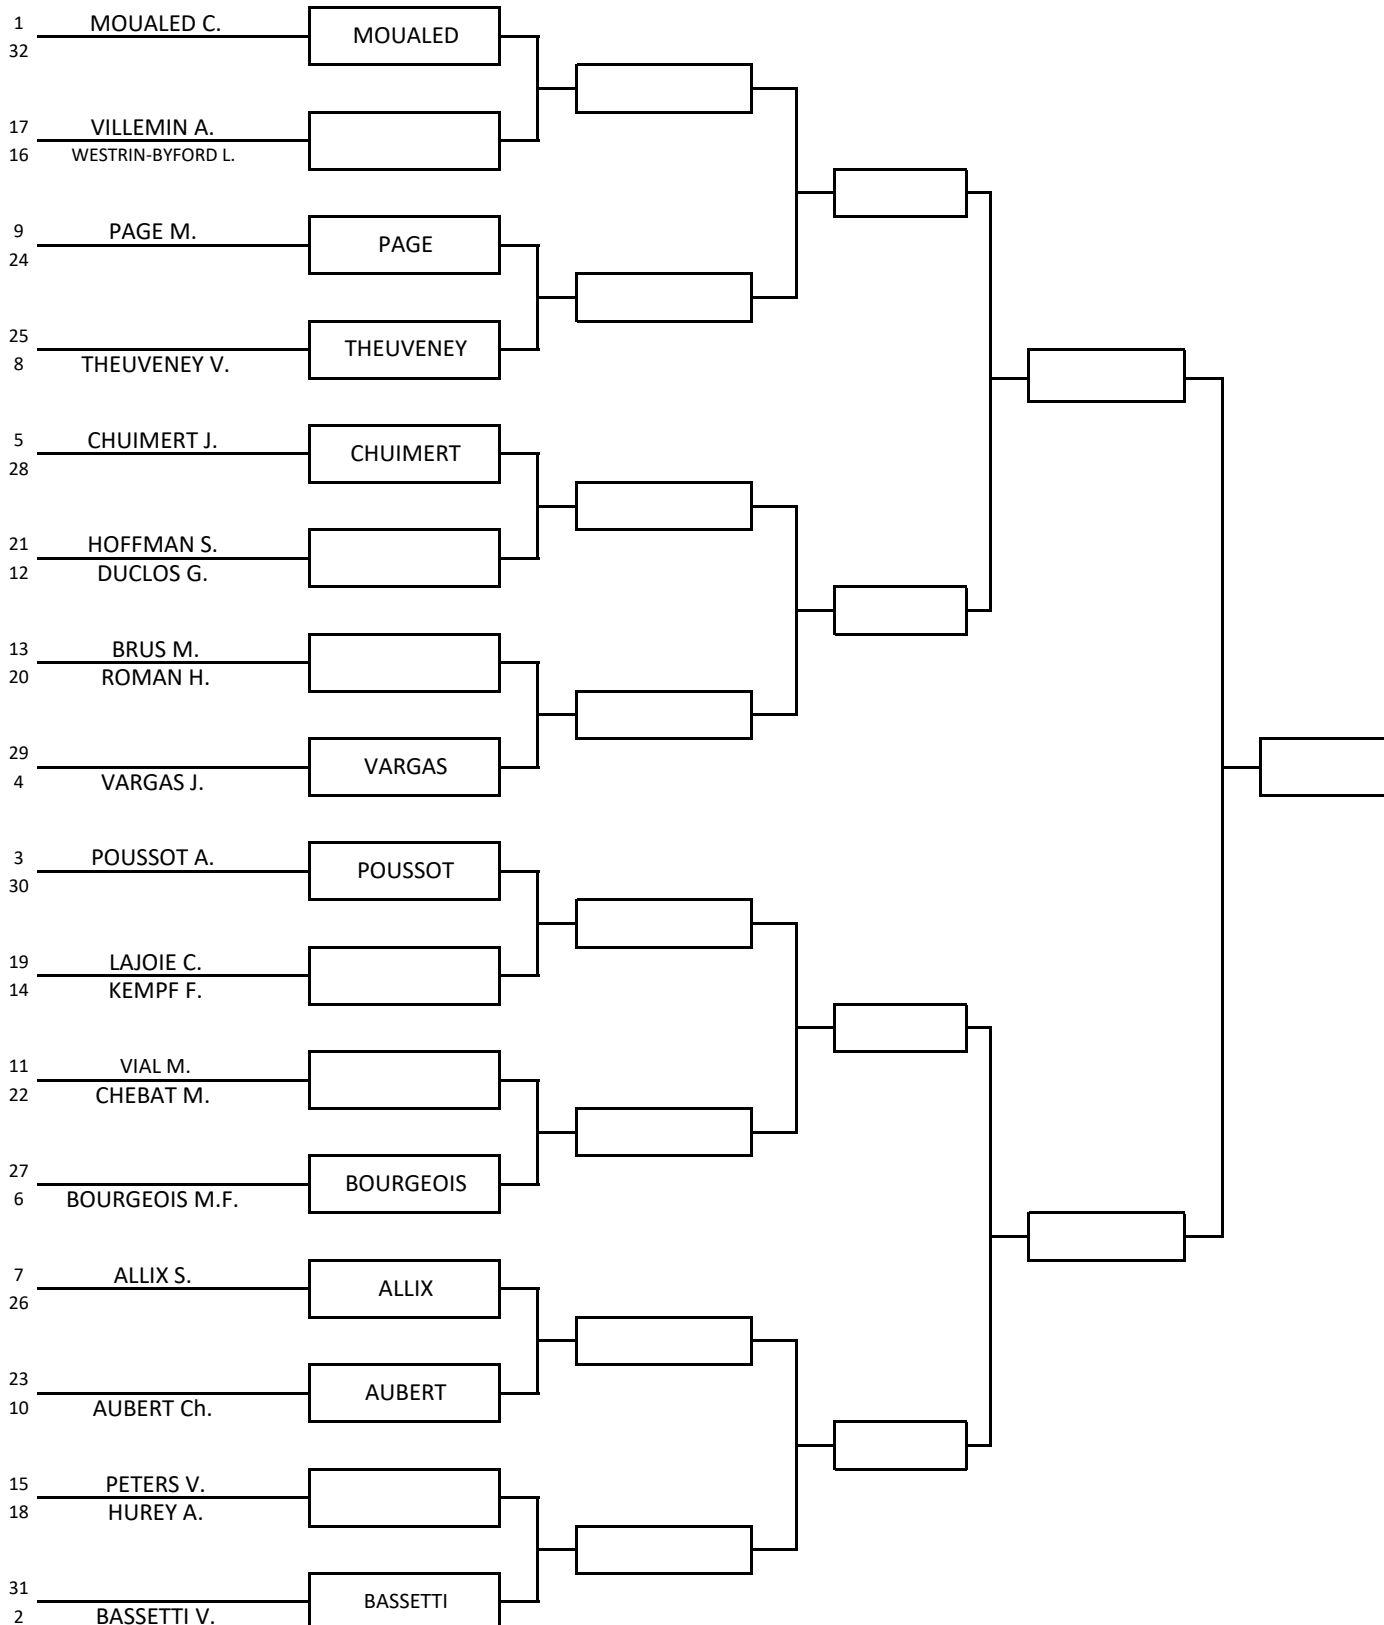 1 MOUALED C.
32
MOUALED
17 VILLEMIN A.
16 WESTRIN-BYFORD L.
9 PAGE M.
24
PAGE
25
8 THEUVENEY V.
THEUVENEY
5 CHUIMERT J.
28
CHUIMERT
21 HOFFMAN S.
12 DUCLOS G.
13 BRUS M.
20 ROMAN H.
29
4 VARGAS J.
VARGAS
3 POUSSOT A.
30
POUSSOT
19 LAJOIE C.
14 KEMPF F.
11 VIAL M.
22 CHEBAT M.
27
6 BOURGEOIS M.F.
BOURGEOIS
7 ALLIX S.
26
ALLIX
23
10 AUBERT Ch.
AUBERT
15 PETERS V.
18 HUREY A.
31
2 BASSETTI V.
BASSETTI